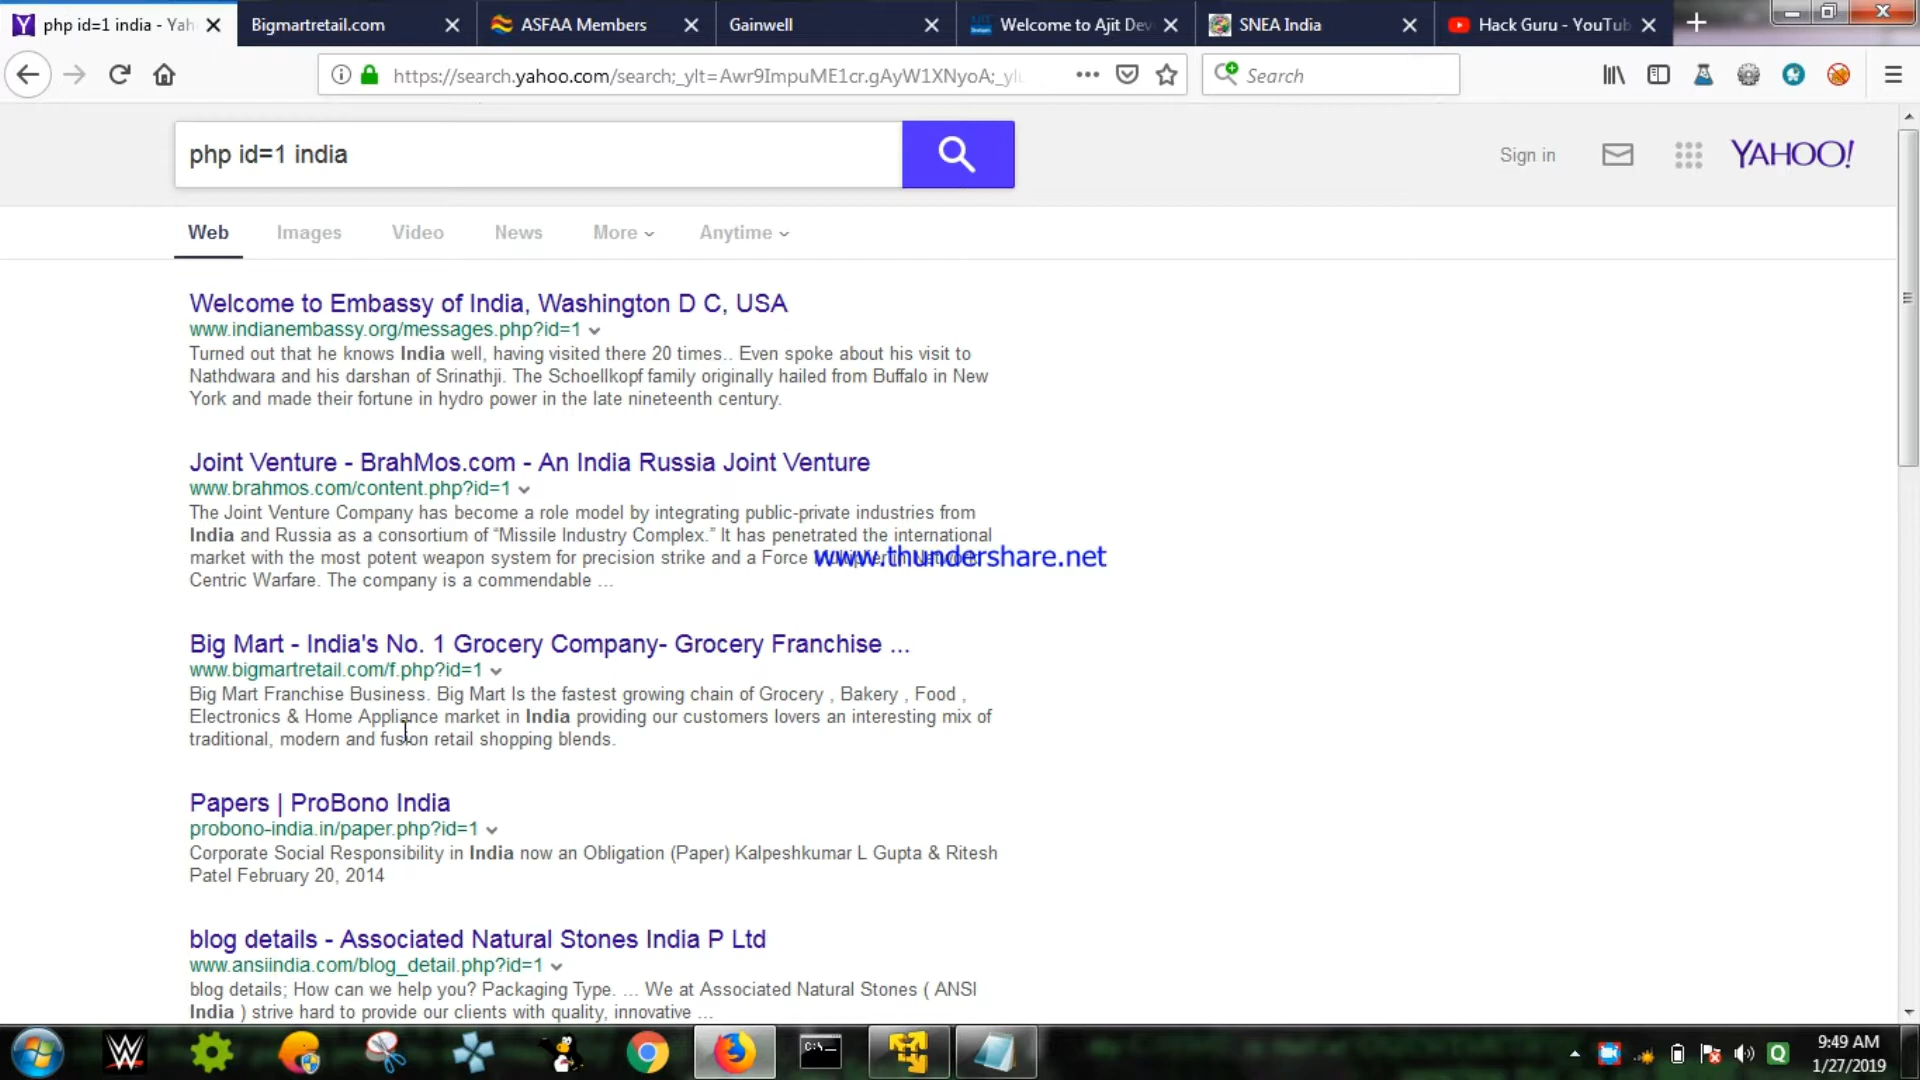 php id=1 india - Yah
Bigmartretail.com
ASFAA Members
Gainwell
Welcome to Ajit Dev
SNEA India
Hack Guru - YouTub
https://search.yahoo.com/search;_ylt=Awr9ImpuME1cr.gAyW1XNyoA;_yl
Search
php id=1 india
Sign in
YAHOO!
Web
Images
Video
News
More
Anytime
Welcome to Embassy of India, Washington D C, USA
www.indianembassy.org/messages.php?id=1
Turned out that he knows India well, having visited there 20 times.. Even spoke about his visit to
Nathdwara and his darshan of Srinathji. The Schoellkopf family originally hailed from Buffalo in New
York and made their fortune in hydro power in the late nineteenth century.
Joint Venture - BrahMos.com - An India Russia Joint Venture
www.brahmos.com/content.php?id=1
The Joint Venture Company has become a role model by integrating public-private industries from
India and Russia as a consortium of “Missile Industry Complex.” It has penetrated the international
market with the most potent weapon system for precision strike and a Force Multiplier in Network
www.thundershare.net
Centric Warfare. The company is a commendable ...
Big Mart - India's No. 1 Grocery Company- Grocery Franchise ...
www.bigmartretail.com/f.php?id=1
Big Mart Franchise Business. Big Mart Is the fastest growing chain of Grocery , Bakery , Food ,
Electronics & Home Appliance market in India providing our customers lovers an interesting mix of
traditional, modern and fusion retail shopping blends.
Papers | ProBono India
probono-india.in/paper.php?id=1
Corporate Social Responsibility in India now an Obligation (Paper) Kalpeshkumar L Gupta & Ritesh
Patel February 20, 2014
blog details - Associated Natural Stones India P Ltd
www.ansiindia.com/blog_detail.php?id=1
blog details; How can we help you? Packaging Type. ... We at Associated Natural Stones ( ANSI
India ) strive hard to provide our clients with quality, innovative ...
9:49 AM
1/27/2019